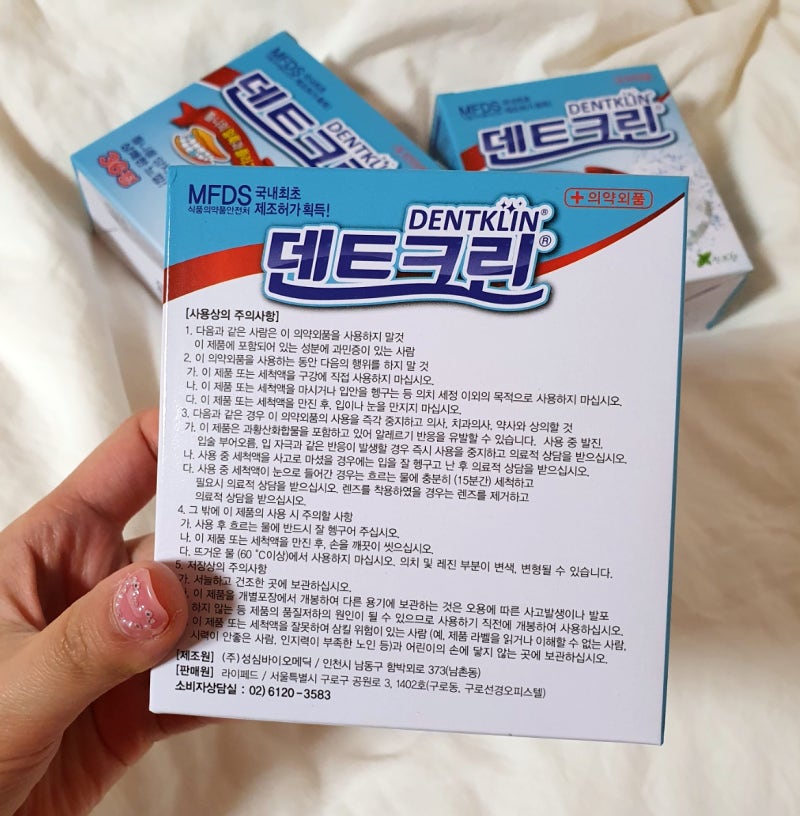 MFDS 국내최초
제조허가 획득!
DENTKLIN
덴트크린
36정
MFDS 국내최초
제조허가 획득!
DENTKLIN
덴트크린
MFDS 국내최초
식품의약품안전처 제조허가 획득!
의약외품
DENTKLIN®
덴트크린®
[사용상의 주의사항]
1. 다음과 같은 사람은 이 의약외품을 사용하지 말것
이 제품에 포함되어 있는 성분에 과민증이 있는 사람
2. 이 의약외품을 사용하는 동안 다음의 행위를 하지 말 것
가. 이 제품 또는 세척액을 구강에 직접 사용하지 마십시오.
나. 이 제품 또는 세척액을 마시거나 입안을 헹구는 등 의치 세정 이외의 목적으로 사용하지 마십시오.
다. 이 제품 또는 세척액을 만진 후, 입이나 눈을 만지지 마십시오.
3. 다음과 같은 경우 이 의약외품의 사용을 즉각 중지하고 의사, 치과의사, 약사와 상의할 것
가. 이 제품은 과황산화합물을 포함하고 있어 알레르기 반응을 유발할 수 있습니다. 사용 중 발진,
입술 부어오름, 입 자극과 같은 반응이 발생할 경우 즉시 사용을 중지하고 의료적 상담을 받으십시오.
나. 사용 중 세척액을 사고로 마셨을 경우에는 입을 잘 헹구고 난 후 의료적 상담을 받으십시오.
다. 사용 중 세척액이 눈으로 들어간 경우는 흐르는 물에 충분히 (15분간) 세척하고
필요시 의료적 상담을 받으십시오. 렌즈를 착용하였을 경우는 렌즈를 제거하고
의료적 상담을 받으십시오.
4. 그 밖에 이 제품의 사용 시 주의할 사항
가. 사용 후 흐르는 물에 반드시 잘 헹구어 주십시오.
나. 이 제품 또는 세척액을 만진 후, 손을 깨끗이 씻으십시오.
다. 뜨거운 물 (60 ℃이상)에서 사용하지 마십시오. 의치 및 레진 부분이 변색, 변형될 수 있습니다.
5. 저장상의 주의사항
가. 서늘하고 건조한 곳에 보관하십시오.
이 제품을 개별포장에서 개봉하여 다른 용기에 보관하는 것은 오용에 따른 사고발생이나 발포
하지 않는 등 제품의 품질저하의 원인이 될 수 있으므로 사용하기 직전에 개봉하여 사용하십시오.
이 제품 또는 세척액을 잘못하여 삼킬 위험이 있는 사람 (예, 제품 라벨을 읽거나 이해할 수 없는 사람,
시력이 안좋은 사람, 인지력이 부족한 노인 등)과 어린이의 손에 닿지 않는 곳에 보관하십시오.
[제조원] (주)성심바이오메딕 / 인천시 남동구 함박뫼로 373(남촌동)
[판매원] 라이페드 / 서울특별시 구로구 공원로 3, 1402호(구로동, 구로선경오피스텔)
소비자상담실 : 02) 6120-3583